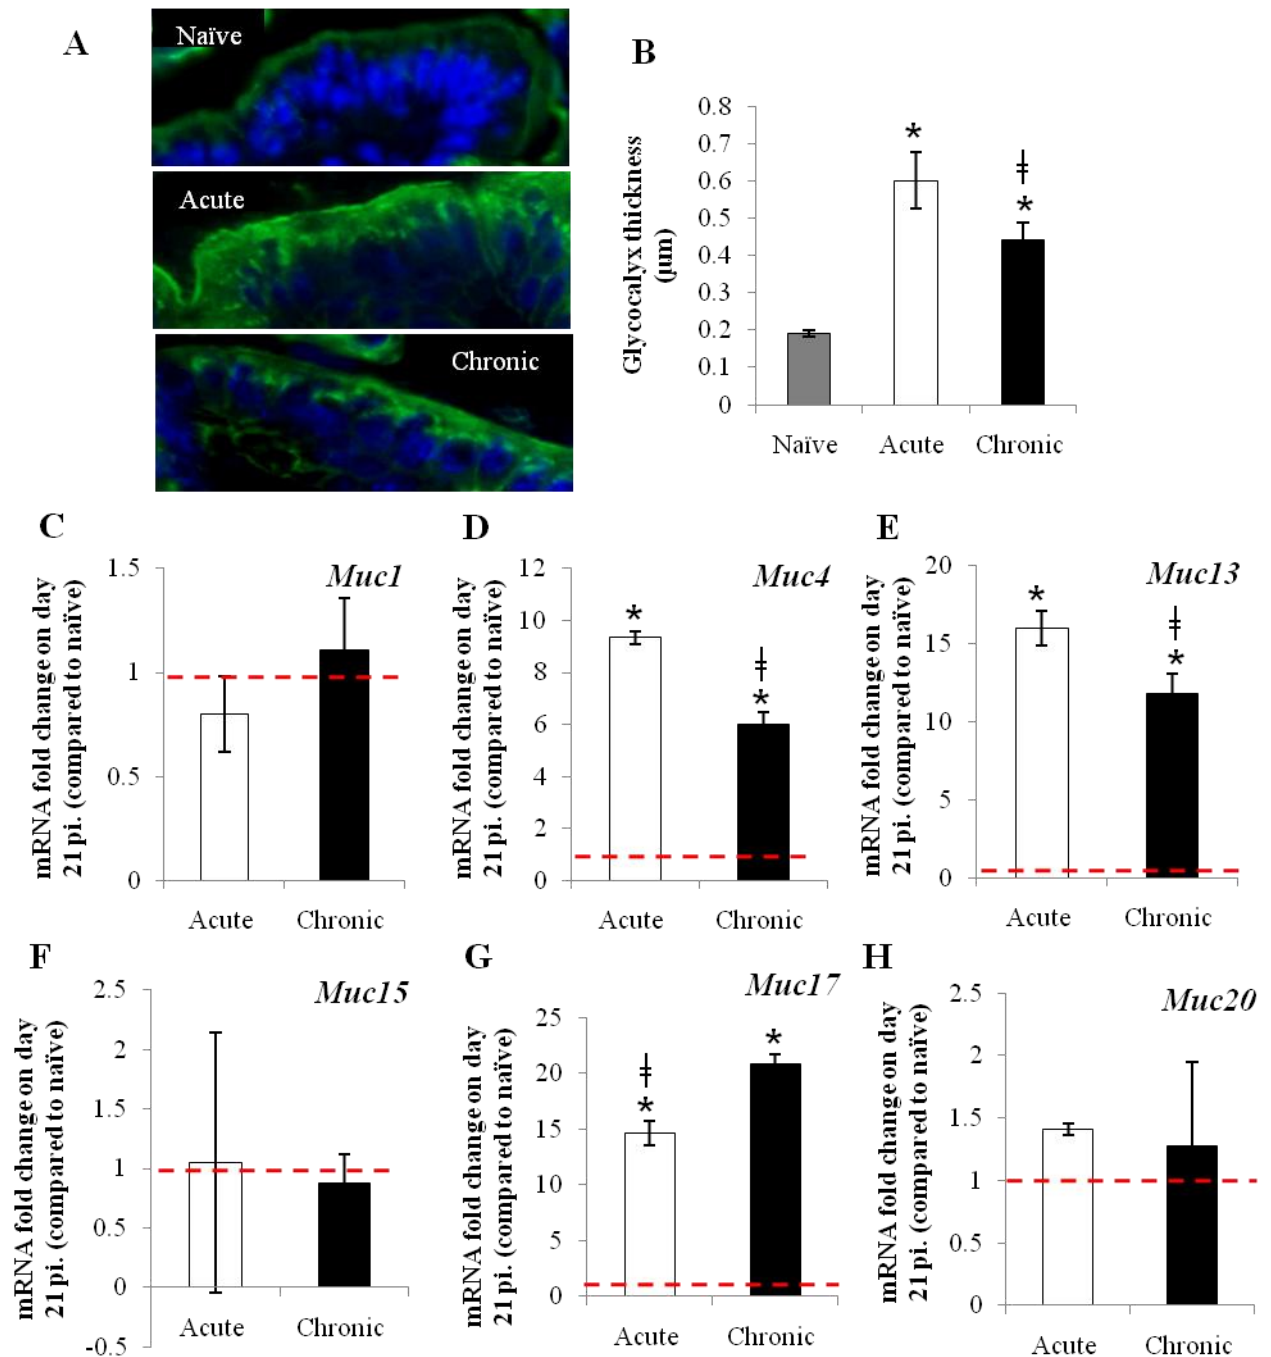 A
Naïve
Acute
Chronic
B
Glycocalyx thickness
(μm)
0.8
0.7
0.6
0.5
0.4
0.3
0.2
0.1
0
*
ǂ
*
Naïve
Acute
Chronic
C
Muc1
mRNA fold change on day
21 pi. (compared to naïve)
1.5
1
0.5
0
Acute
Chronic
D
Muc4
mRNA fold change on day
21 pi. (compared to naïve)
12
10
8
6
4
2
0
*
ǂ
*
Acute
Chronic
E
Muc13
mRNA fold change on day
21 pi. (compared to naïve)
20
15
10
5
0
*
ǂ
*
Acute
Chronic
F
Muc15
mRNA fold change on day
21 pi. (compared to naïve)
2.5
2
1.5
1
0.5
0
-0.5
Acute
Chronic
G
Muc17
mRNA fold change on day
21 pi. (compared to naïve)
25
20
15
10
5
0
ǂ
*
*
Acute
Chronic
H
Muc20
mRNA fold change on day
21 pi. (compared to naïve)
2.5
2
1.5
1
0.5
0
Acute
Chronic